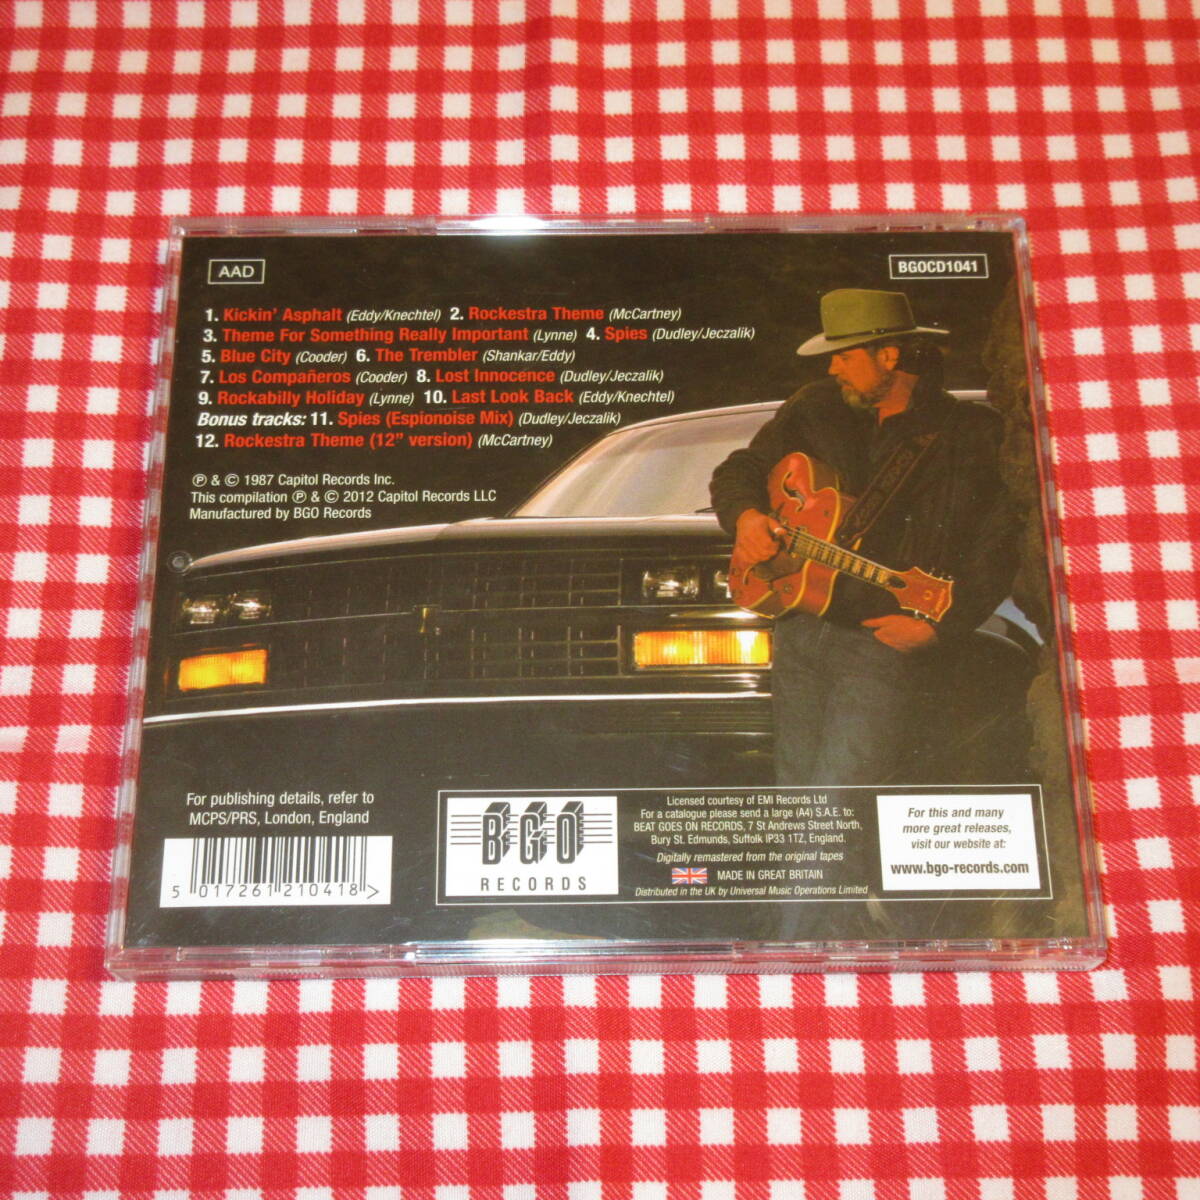 AAD
BGOCD1041
1. Kickin' Asphalt (Eddy/Knechtel) 2. Rockestra Theme (McCartney)
3. Theme For Something Really Important (Lynne) 4. Spies (Dudley/Jeczalik)
5. Blue City (Cooder) 6. The Trembler (Shankar/Eddy)
7. Los Compañeros (Cooder) 8. Lost Innocence (Dudley/Jeczalik)
9. Rockabilly Holiday (Lynne) 10. Last Look Back (Eddy/Knechtel)
Bonus tracks: 11. Spies (Espionoise Mix) (Dudley/Jeczalik)
12. Rockestra Theme (12” version) (McCartney)
℗ & © 1987 Capitol Records Inc.
This compilation ℗ & © 2012 Capitol Records LLC
Manufactured by BGO Records
For publishing details, refer to
MCPS/PRS, London, England
5 017261 210418 >
BGO
RECORDS
Licensed courtesy of EMI Records Ltd
For a catalogue please send a large (A4) S.A.E. to:
BEAT GOES ON RECORDS, 7 St Andrews Street North,
Bury St. Edmunds, Suffolk IP33 1TZ, England.
Digitally remastered from the original tapes
MADE IN GREAT BRITAIN
Distributed in the UK by Universal Music Operations Limited
For this and many
more great releases,
visit our website at:
www.bgo-records.com